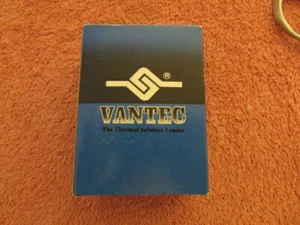 ®
VANTEC
The Thermal Solution Leader